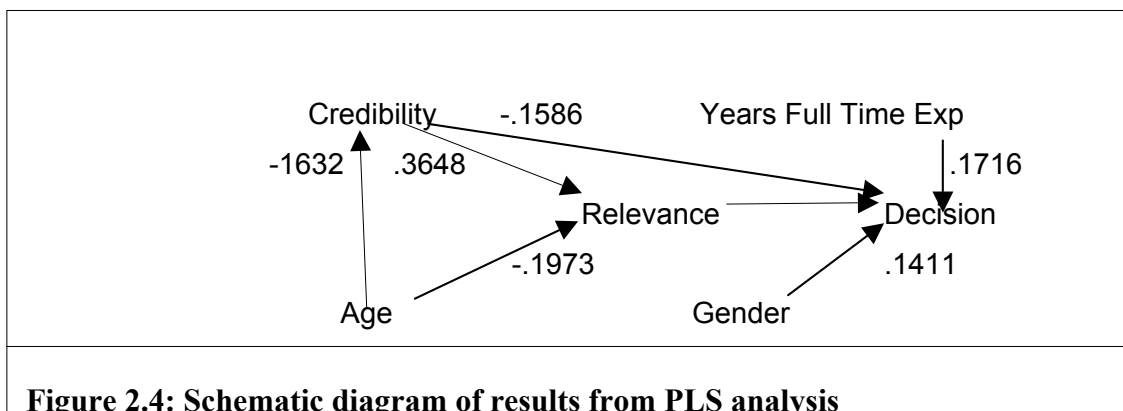 Credibility -.1586 Years Full Time Exp
-1632 .3648 .1716
Relevance Decision
-.1973 .1411
Age Gender
Figure 2.4: Schematic diagram of results from PLS analysis